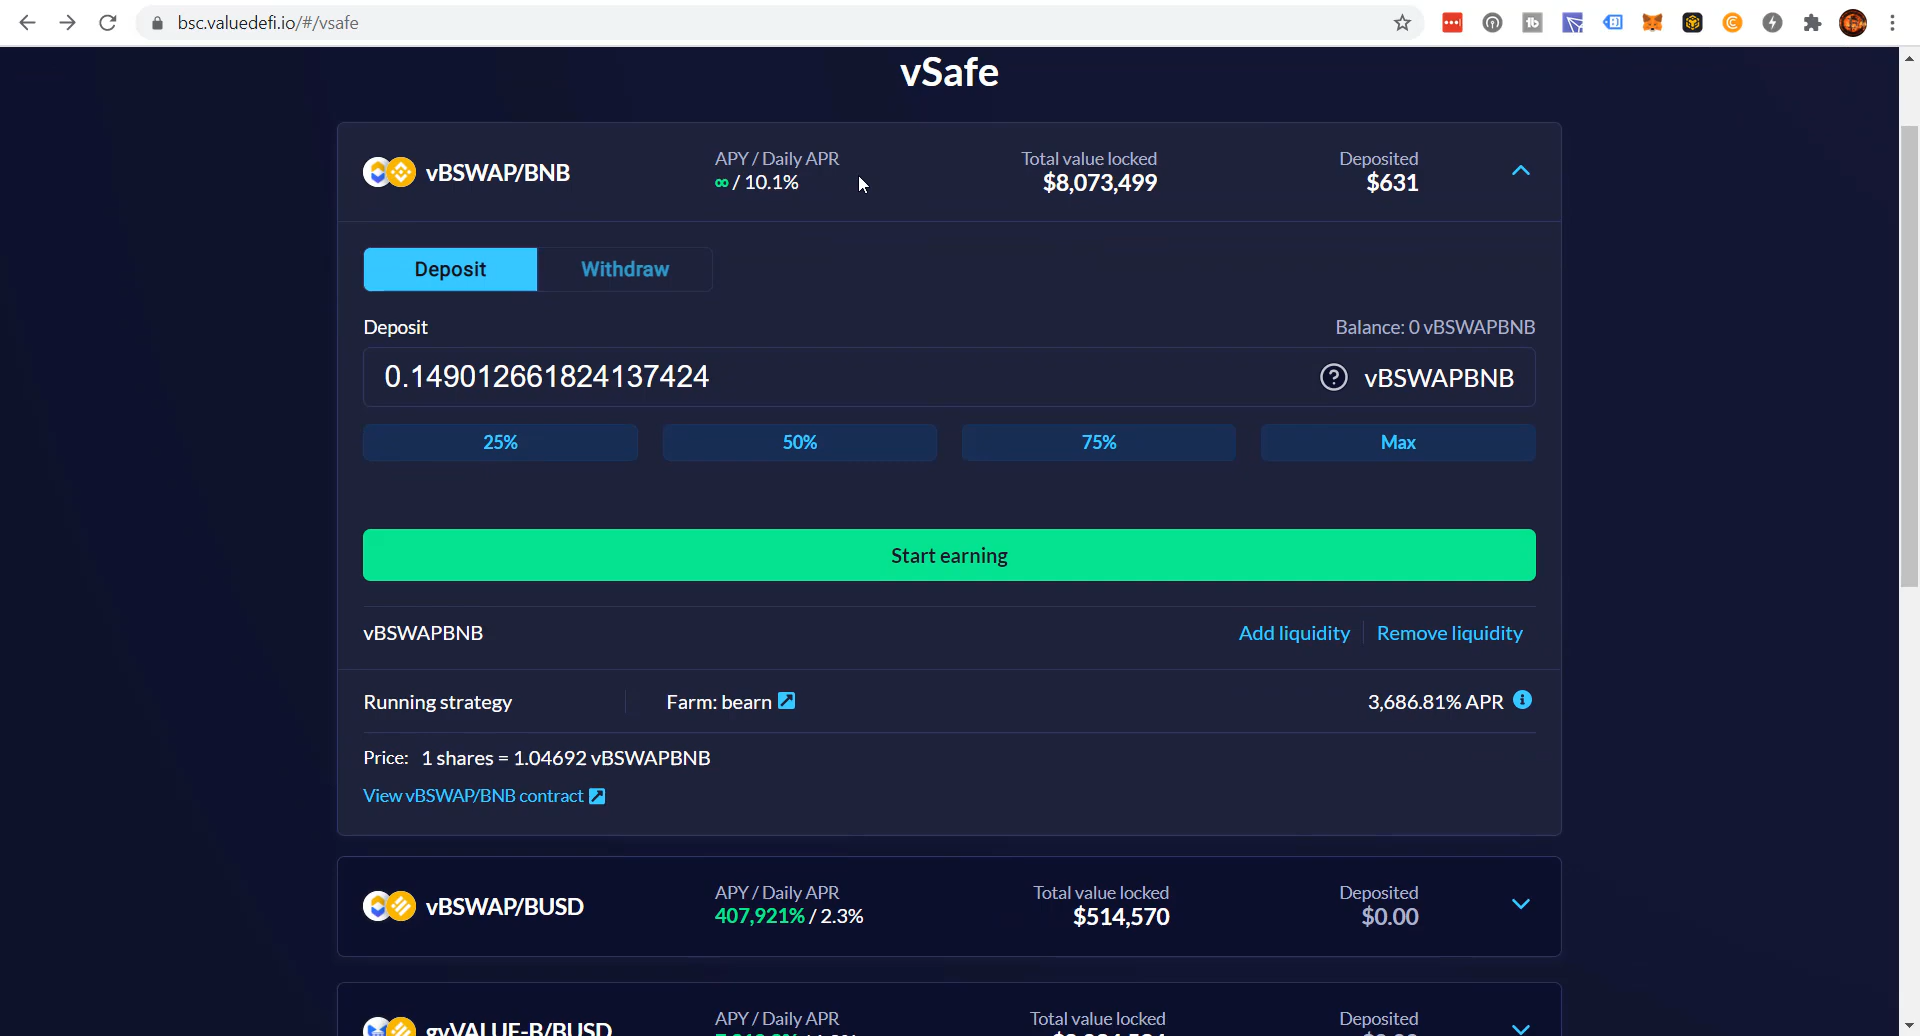 bsc.valuedefi.io/#/vsafe
vSafe
vBSWAP/BNB
APY / Daily APR
∞ / 10.1%
Total value locked
$8,073,499
Deposited
$631
Deposit
Withdraw
Deposit
Balance: 0 vBSWAPBNB
0.149012661824137424
vBSWAPBNB
25%
50%
75%
Max
Start earning
vBSWAPBNB
Add liquidity
Remove liquidity
Running strategy
Farm: bearn
3,686.81% APR
Price: 1 shares = 1.04692 vBSWAPBNB
View vBSWAP/BNB contract
vBSWAP/BUSD
APY / Daily APR
407,921% / 2.3%
Total value locked
$514,570
Deposited
$0.00
gvVALUE-B/BUSD
APY / Daily APR
Total value locked
Deposited